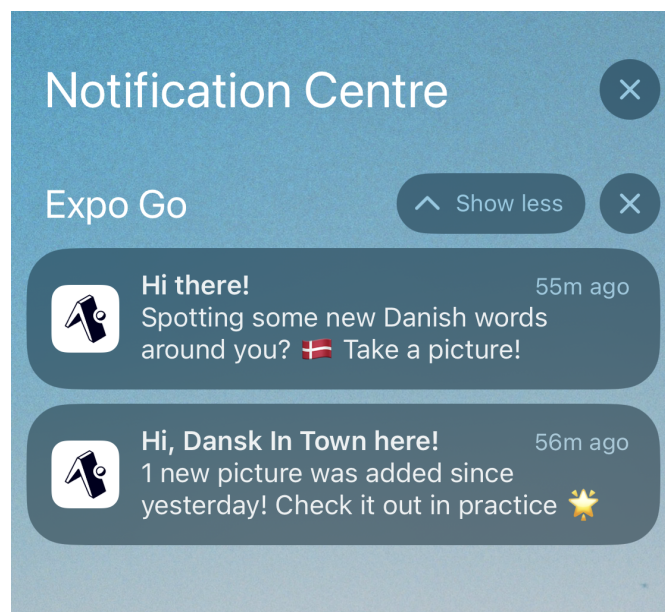 Notification Centre
Expo Go
Show less
Hi there!
55m ago
Spotting some new Danish words
around you? 🇩🇰 Take a picture!
Hi, Dansk In Town here!
56m ago
1 new picture was added since
yesterday! Check it out in practice 🌟